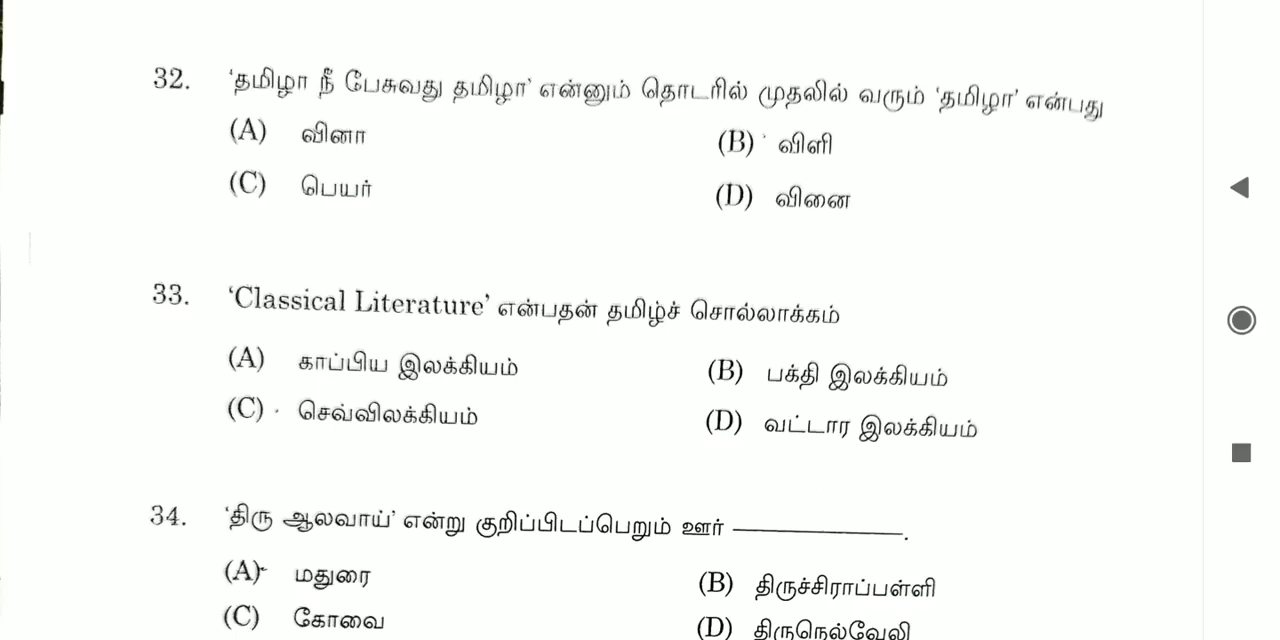 32. ‘தமிழா நீ பேசுவது தமிழா’ என்னும் தொடரில் முதலில் வரும் ‘தமிழா’ என்பது
(A) வினா (B) விளி
(C) பெயர் (D) வினை
33. ‘Classical Literature’ என்பதன் தமிழ்ச் சொல்லாக்கம்
(A) காப்பிய இலக்கியம் (B) பக்தி இலக்கியம்
(C) செவ்விலக்கியம் (D) வட்டார இலக்கியம்
34. ‘திரு ஆலவாய்’ என்று குறிப்பிடப்பெறும் ஊர் ————.
(A) மதுரை (B) திருச்சிராப்பள்ளி
(C) கோவை (D) திருநெல்வேலி